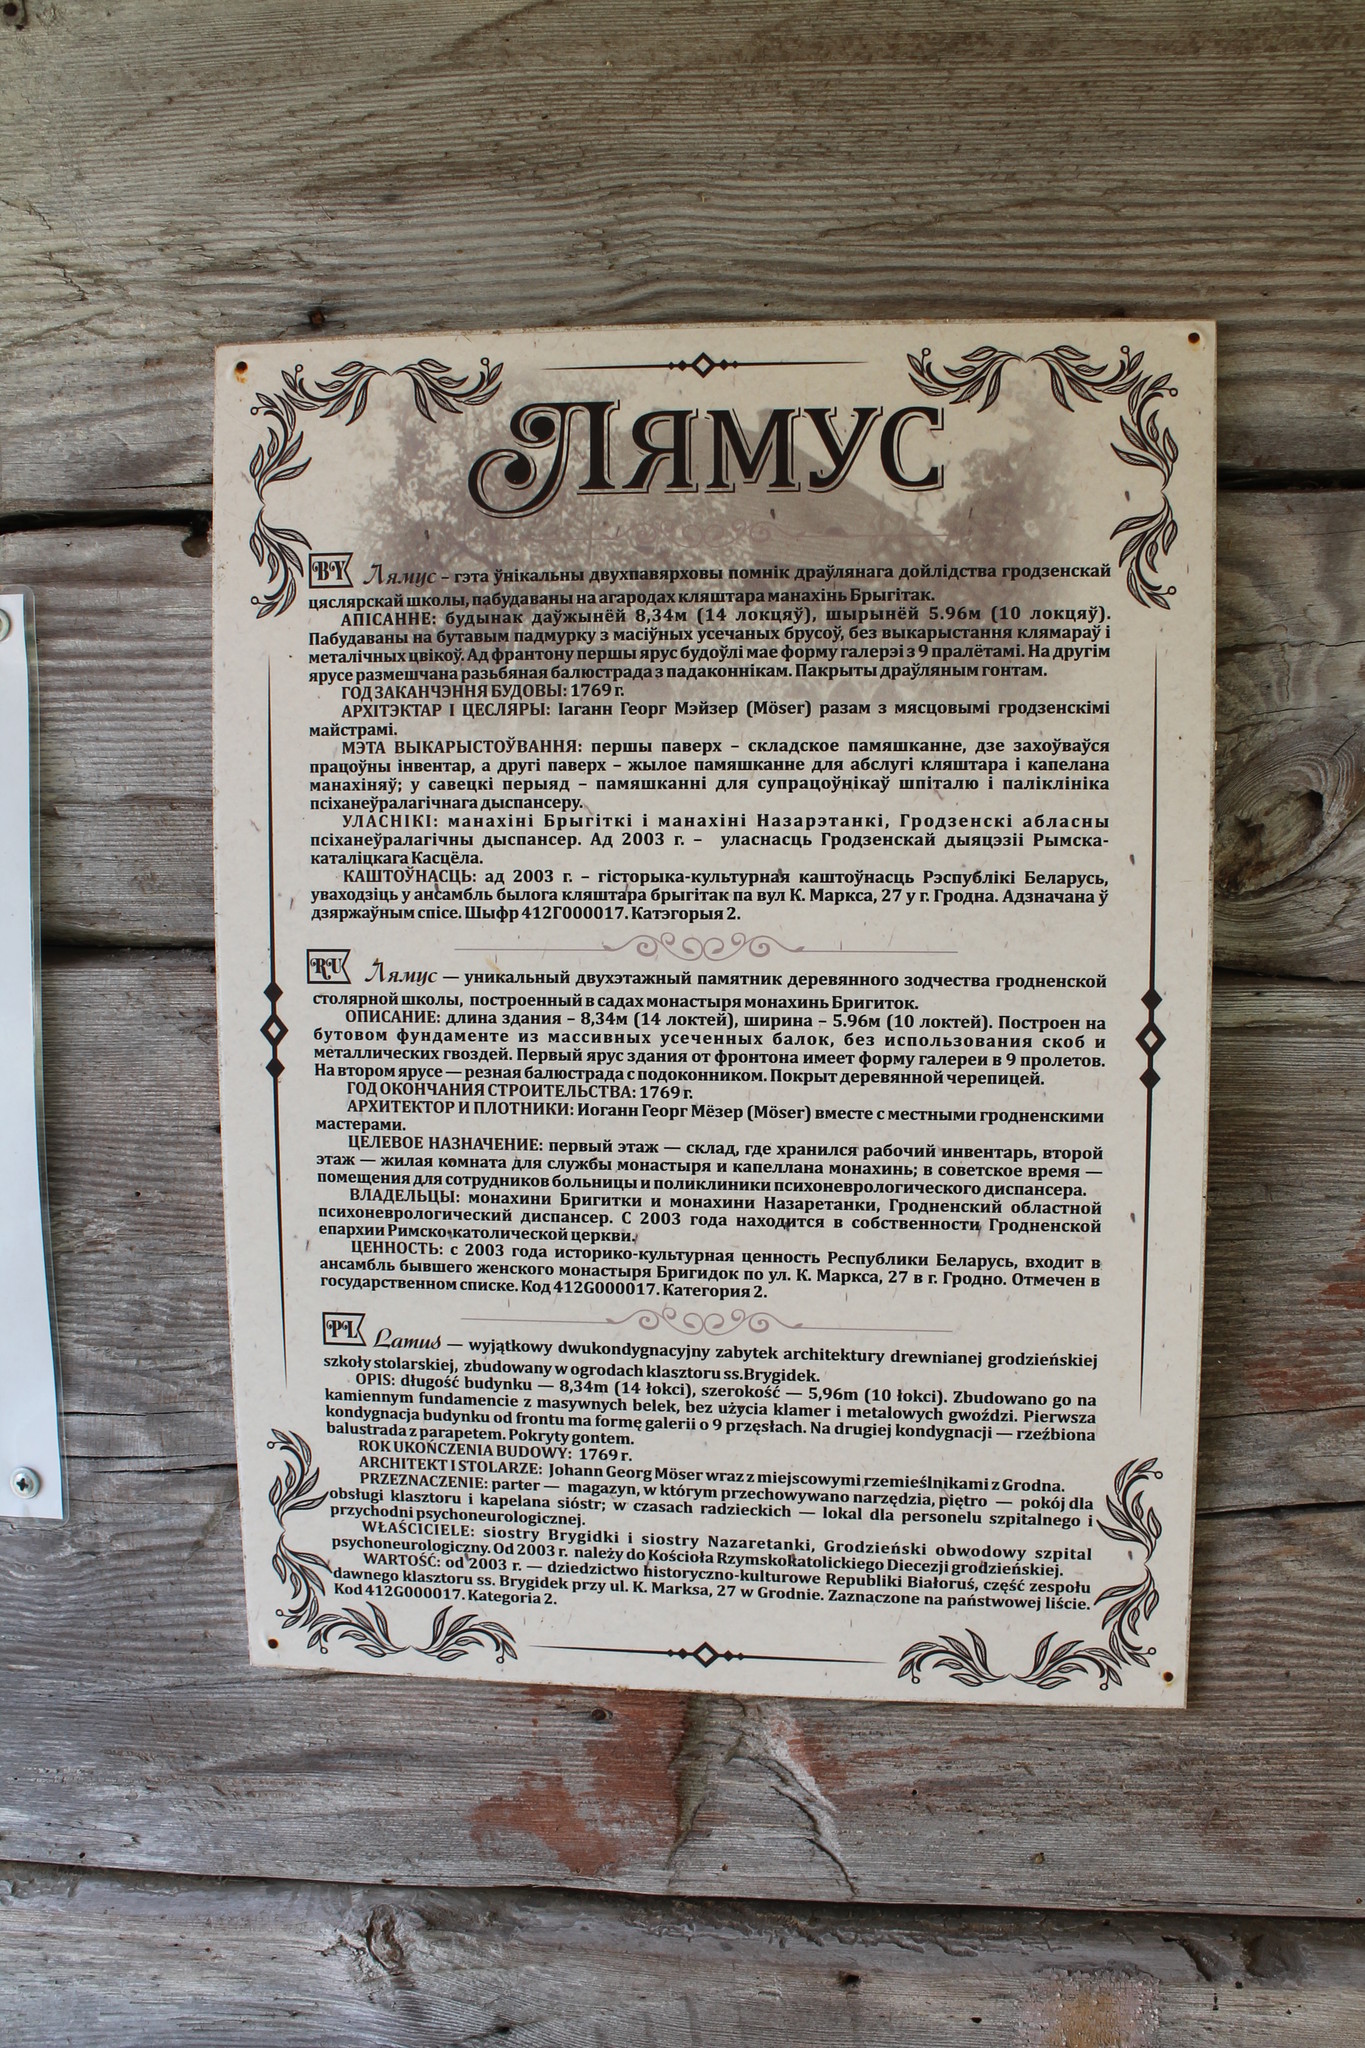 ЛЯМУС
BY Лямус – гэта ўнікальны двухпавярховы помнік драўлянага дойлідства гродзенскай
цяслярскай школы, пабудаваны на агародах кляштара манахінь Брыгітак.
АПІСАННЕ: будынак даўжынёй 8,34м (14 локцяў), шырынёй 5.96м (10 локцяў).
Пабудаваны на бутавым падмурку з масіўных усечаных брусоў, без выкарыстання клямараў і
металічных цвікоў. Ад франтону першы ярус будоўлі мае форму галерэі з 9 пралётамі. На другім
ярусе размешчана разьбяная балюстрада з падаконнікам. Пакрыты драўляным гонтам.
ГОД ЗАКАНЧЭННЯ БУДОВЫ: 1769 г.
АРХІТЭКТАР І ЦЕСЛЯРЫ: Іаганн Георг Мэйзер (Möser) разам з мясцовымі гродзенскімі
майстрамі.
МЭТА ВЫКАРЫСТОЎВАННЯ: першы паверх – складское памяшканне, дзе захоўваўся
працоўны інвентар, а другі паверх – жылое памяшканне для абслугі кляштара і капелана
манахіняў; у савецкі перыяд – памяшканні для супрацоўнікаў шпіталю і паліклініка
псіханеўралагічнага дыспансеру.
УЛАСНІКІ: манахіні Брыгіткі і манахіні Назарэтанкі, Гродзенскі абласны
псіханеўралагічны дыспансер. Ад 2003 г. – уласнасць Гродзенскай дыяцэзіі Рымска-
каталіцкага Касцёла.
КАШТОЎНАСЦЬ: ад 2003 г. – гісторыка-культурная каштоўнасць Рэспублікі Беларусь,
уваходзіць у ансамбль былога кляштара брыгітак па вул К. Маркса, 27 у г. Гродна. Адзначана ў
дзяржаўным спісе. Шыфр 412Г000017. Катэгорыя 2.
RU Лямус — уникальный двухэтажный памятник деревянного зодчества гродненской
столярной школы, построенный в садах монастыря монахинь Бригиток.
ОПИСАНИЕ: длина здания – 8,34м (14 локтей), ширина – 5.96м (10 локтей). Построен на
бутовом фундаменте из массивных усеченных балок, без использования скоб и
металлических гвоздей. Первый ярус здания от фронтона имеет форму галереи в 9 пролетов.
На втором ярусе — резная балюстрада с подоконником. Покрыт деревянной черепицей.
ГОД ОКОНЧАНИЯ СТРОИТЕЛЬСТВА: 1769 г.
АРХИТЕКТОР И ПЛОТНИКИ: Иоганн Георг Мёзер (Möser) вместе с местными гродненскими
мастерами.
ЦЕЛЕВОЕ НАЗНАЧЕНИЕ: первый этаж — склад, где хранился рабочий инвентарь, второй
этаж — жилая комната для службы монастыря и капеллана монахинь; в советское время —
помещения для сотрудников больницы и поликлиники психоневрологического диспансера.
ВЛАДЕЛЬЦЫ: монахини Бригитки и монахини Назаретанки, Гродненский областной
психоневрологический диспансер. С 2003 года находится в собственности Гродненской
епархии Римско-католической церкви.
ЦЕННОСТЬ: с 2003 года историко-культурная ценность Республики Беларусь, входит в
ансамбль бывшего женского монастыря Бригидок по ул. К. Маркса, 27 в г. Гродно. Отмечен в
государственном списке. Код 412G000017. Категория 2.
PL Lamus — wyjątkowy dwukondygnacyjny zabytek architektury drewnianej grodzieńskiej
szkoły stolarskiej, zbudowany w ogrodach klasztoru ss.Brygidek.
OPIS: długość budynku — 8,34m (14 łokci), szerokość — 5,96m (10 łokci). Zbudowano go na
kamiennym fundamencie z masywnych belek, bez użycia klamer i metalowych gwoździ. Pierwsza
kondygnacja budynku od frontu ma formę galerii o 9 przęsłach. Na drugiej kondygnacji — rzeźbiona
balustrada z parapetem. Pokryty gontem.
ROK UKOŃCZENIA BUDOWY: 1769 r.
ARCHITEKT I STOLARZE: Johann Georg Möser wraz z miejscowymi rzemieślnikami z Grodna.
PRZEZNACZENIE: parter — magazyn, w którym przechowywano narzędzia, piętro — pokój dla
obsługi klasztoru i kapelana sióstr; w czasach radzieckich — lokal dla personelu szpitalnego i
przychodni psychoneurologicznej.
WŁAŚCICIELE: siostry Brygidki i siostry Nazaretanki, Grodzieński obwodowy szpital
psychoneurologiczny. Od 2003 r. należy do Kościoła Rzymskokatolickiego Diecezji grodzieńskiej.
WARTOŚĆ: od 2003 r. — dziedzictwo historyczno-kulturowe Republiki Białoruś, część zespołu
dawnego klasztoru ss. Brygidek przy ul. K. Marksa, 27 w Grodnie. Zaznaczone na państwowej liście.
Kod 412G000017. Kategoria 2.